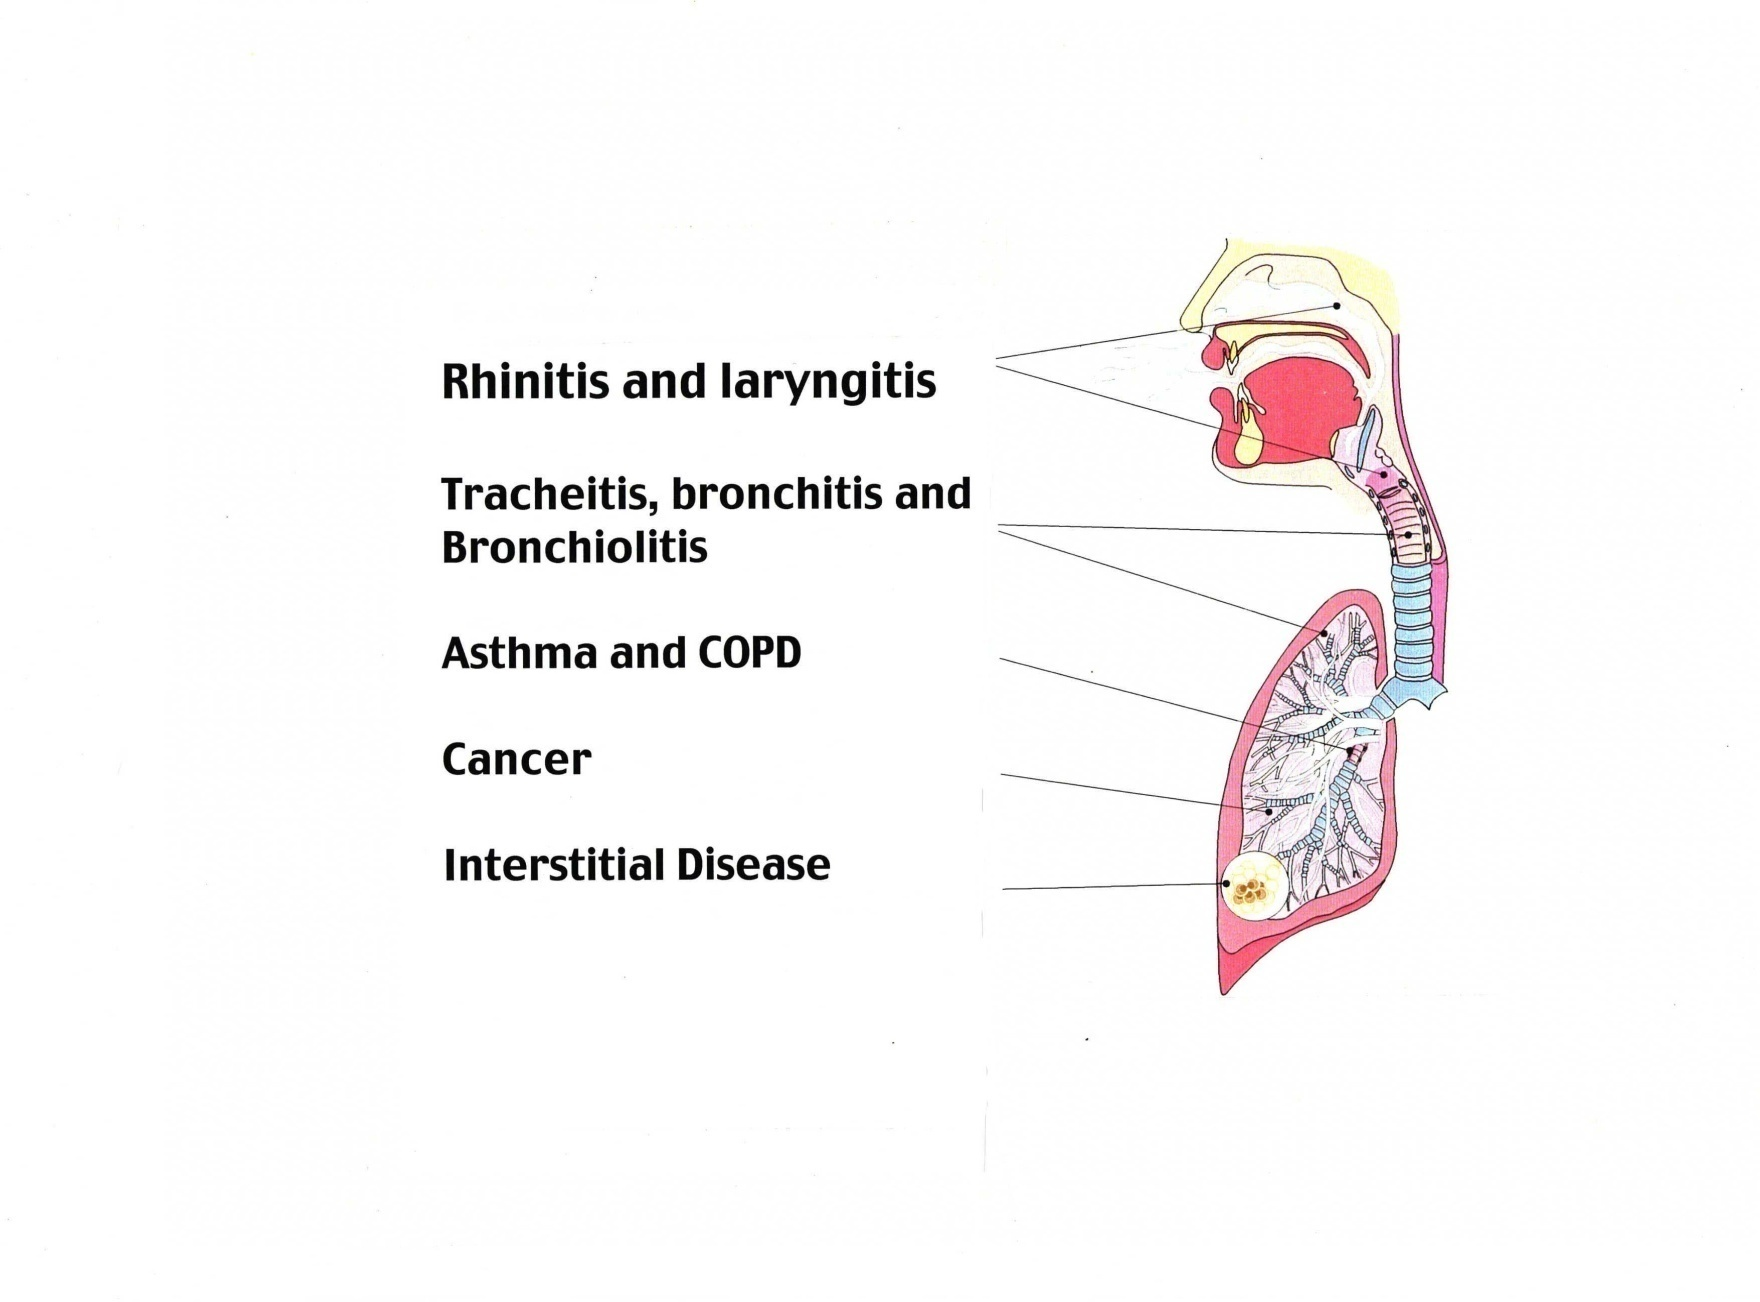 Rhinitis and laryngitis
Tracheitis, bronchitis and
Bronchiolitis
Asthma and COPD
Cancer
Interstitial Disease